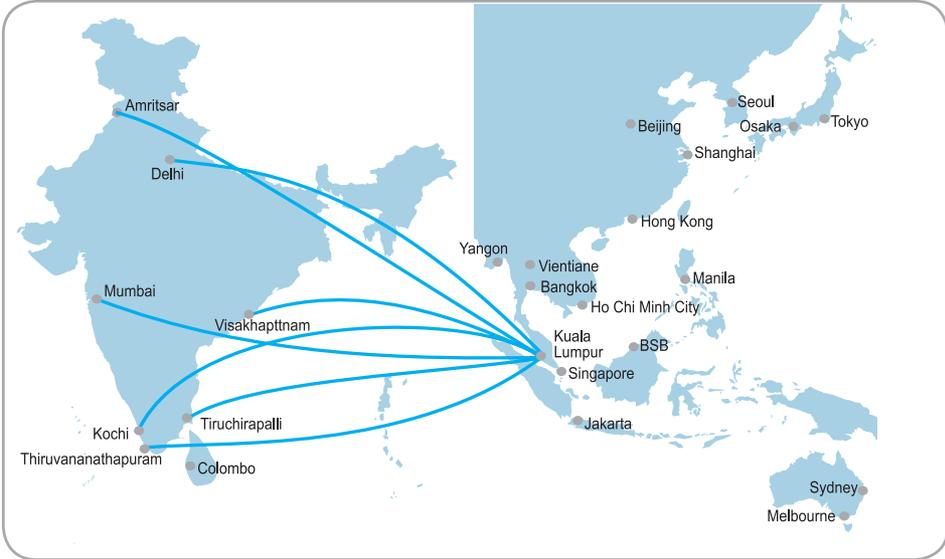 Amritsar
Delhi
Mumbai
Visakhapttnam
Kochi
Tiruchirapalli
Thiruvananathapuram
Colombo
Seoul
Beijing
Osaka
Tokyo
Shanghai
Hong Kong
Yangon
Vientiane
Bangkok
Manila
Ho Chi Minh City
Kuala
Lumpur
BSB
Singapore
Jakarta
Sydney
Melbourne